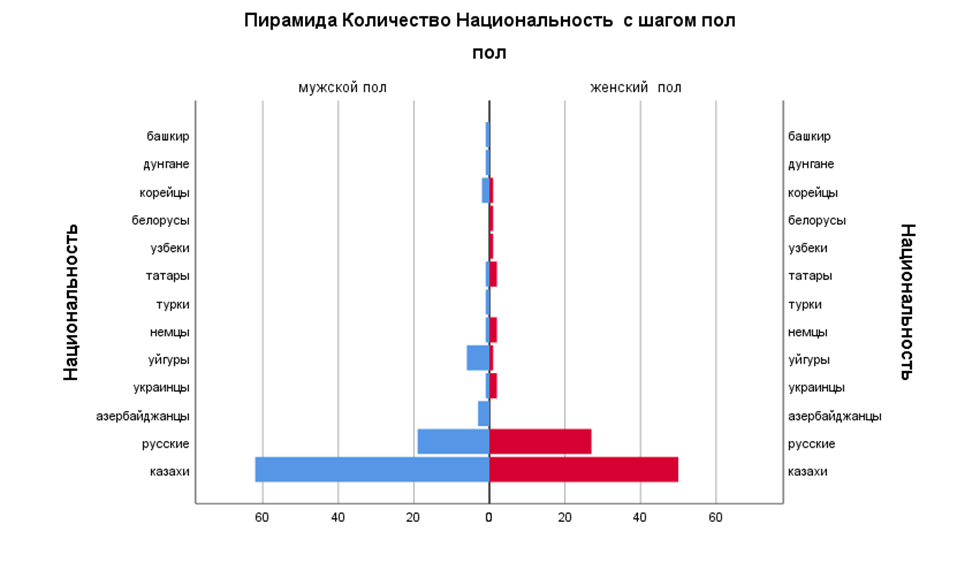 Пирамида Количество Национальность с шагом пол
пол
мужской пол
женский пол
Национальность
башкир
дунгане
корейцы
белорусы
узбеки
татары
турки
немцы
уйгуры
украинцы
азербайджанцы
русские
казахи
башкир
дунгане
корейцы
белорусы
узбеки
татары
турки
немцы
уйгуры
украинцы
азербайджанцы
русские
казахи
Национальность
60 40 20 0 20 40 60